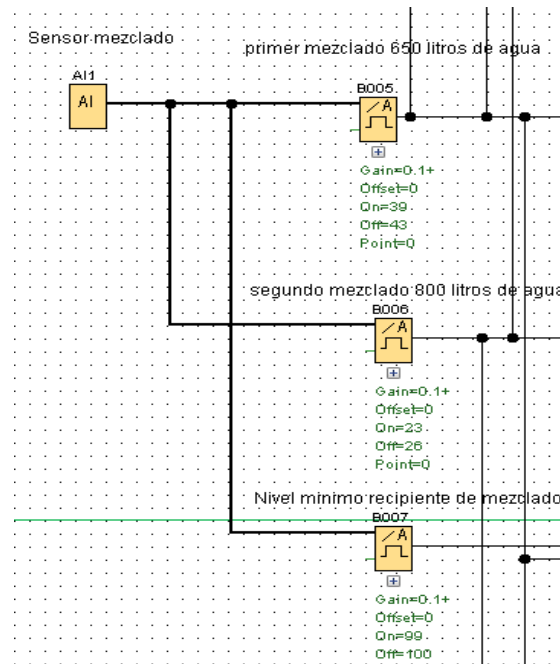 Sensor mezclado
primer mezclado 650 litros de agua
AI1
AI
B005
A
Gain=0.1+
Offset=0
On=39
Off=43
Point=0
segundo mezclado 800 litros de agua
B006
A
Gain=0.1+
Offset=0
On=23
Off=26
Point=0
Nivel minimo recipiente de mezclado
B007
A
Gain=0.1+
Offset=0
On=99
Off=100